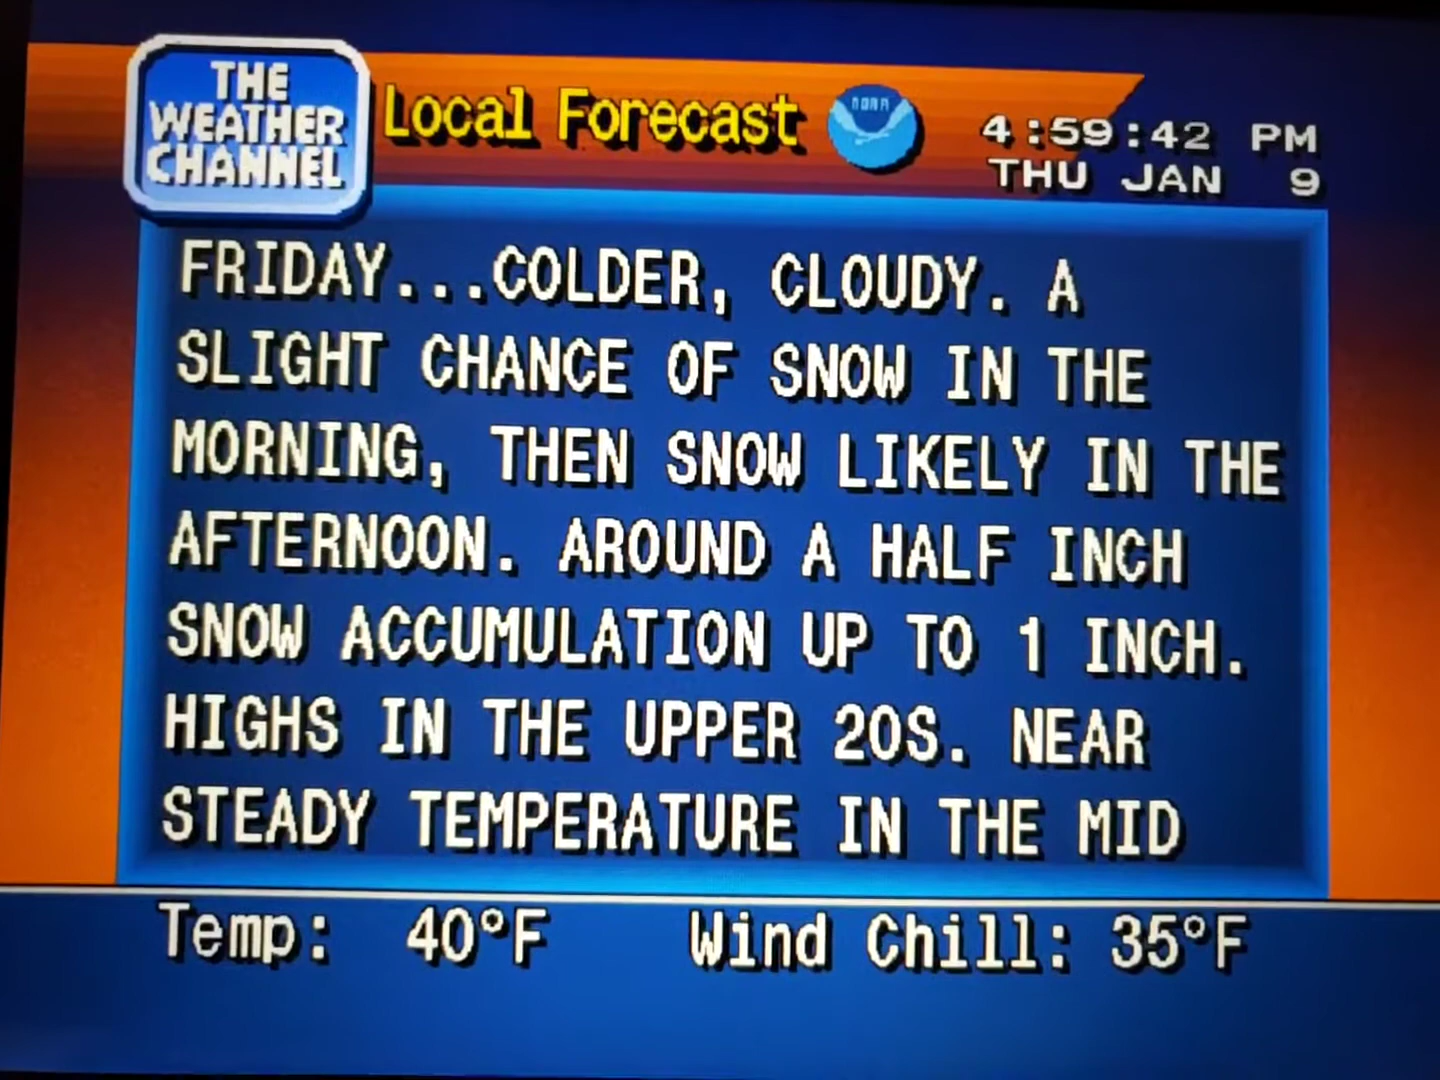 THE
WEATHER
CHANNEL
Local Forecast
NOAA
4:59:42 PM
THU JAN 9
FRIDAY...COLDER, CLOUDY. A
SLIGHT CHANCE OF SNOW IN THE
MORNING, THEN SNOW LIKELY IN THE
AFTERNOON. AROUND A HALF INCH
SNOW ACCUMULATION UP TO 1 INCH.
HIGHS IN THE UPPER 20S. NEAR
STEADY TEMPERATURE IN THE MID
Temp: 40°F Wind Chill: 35°F